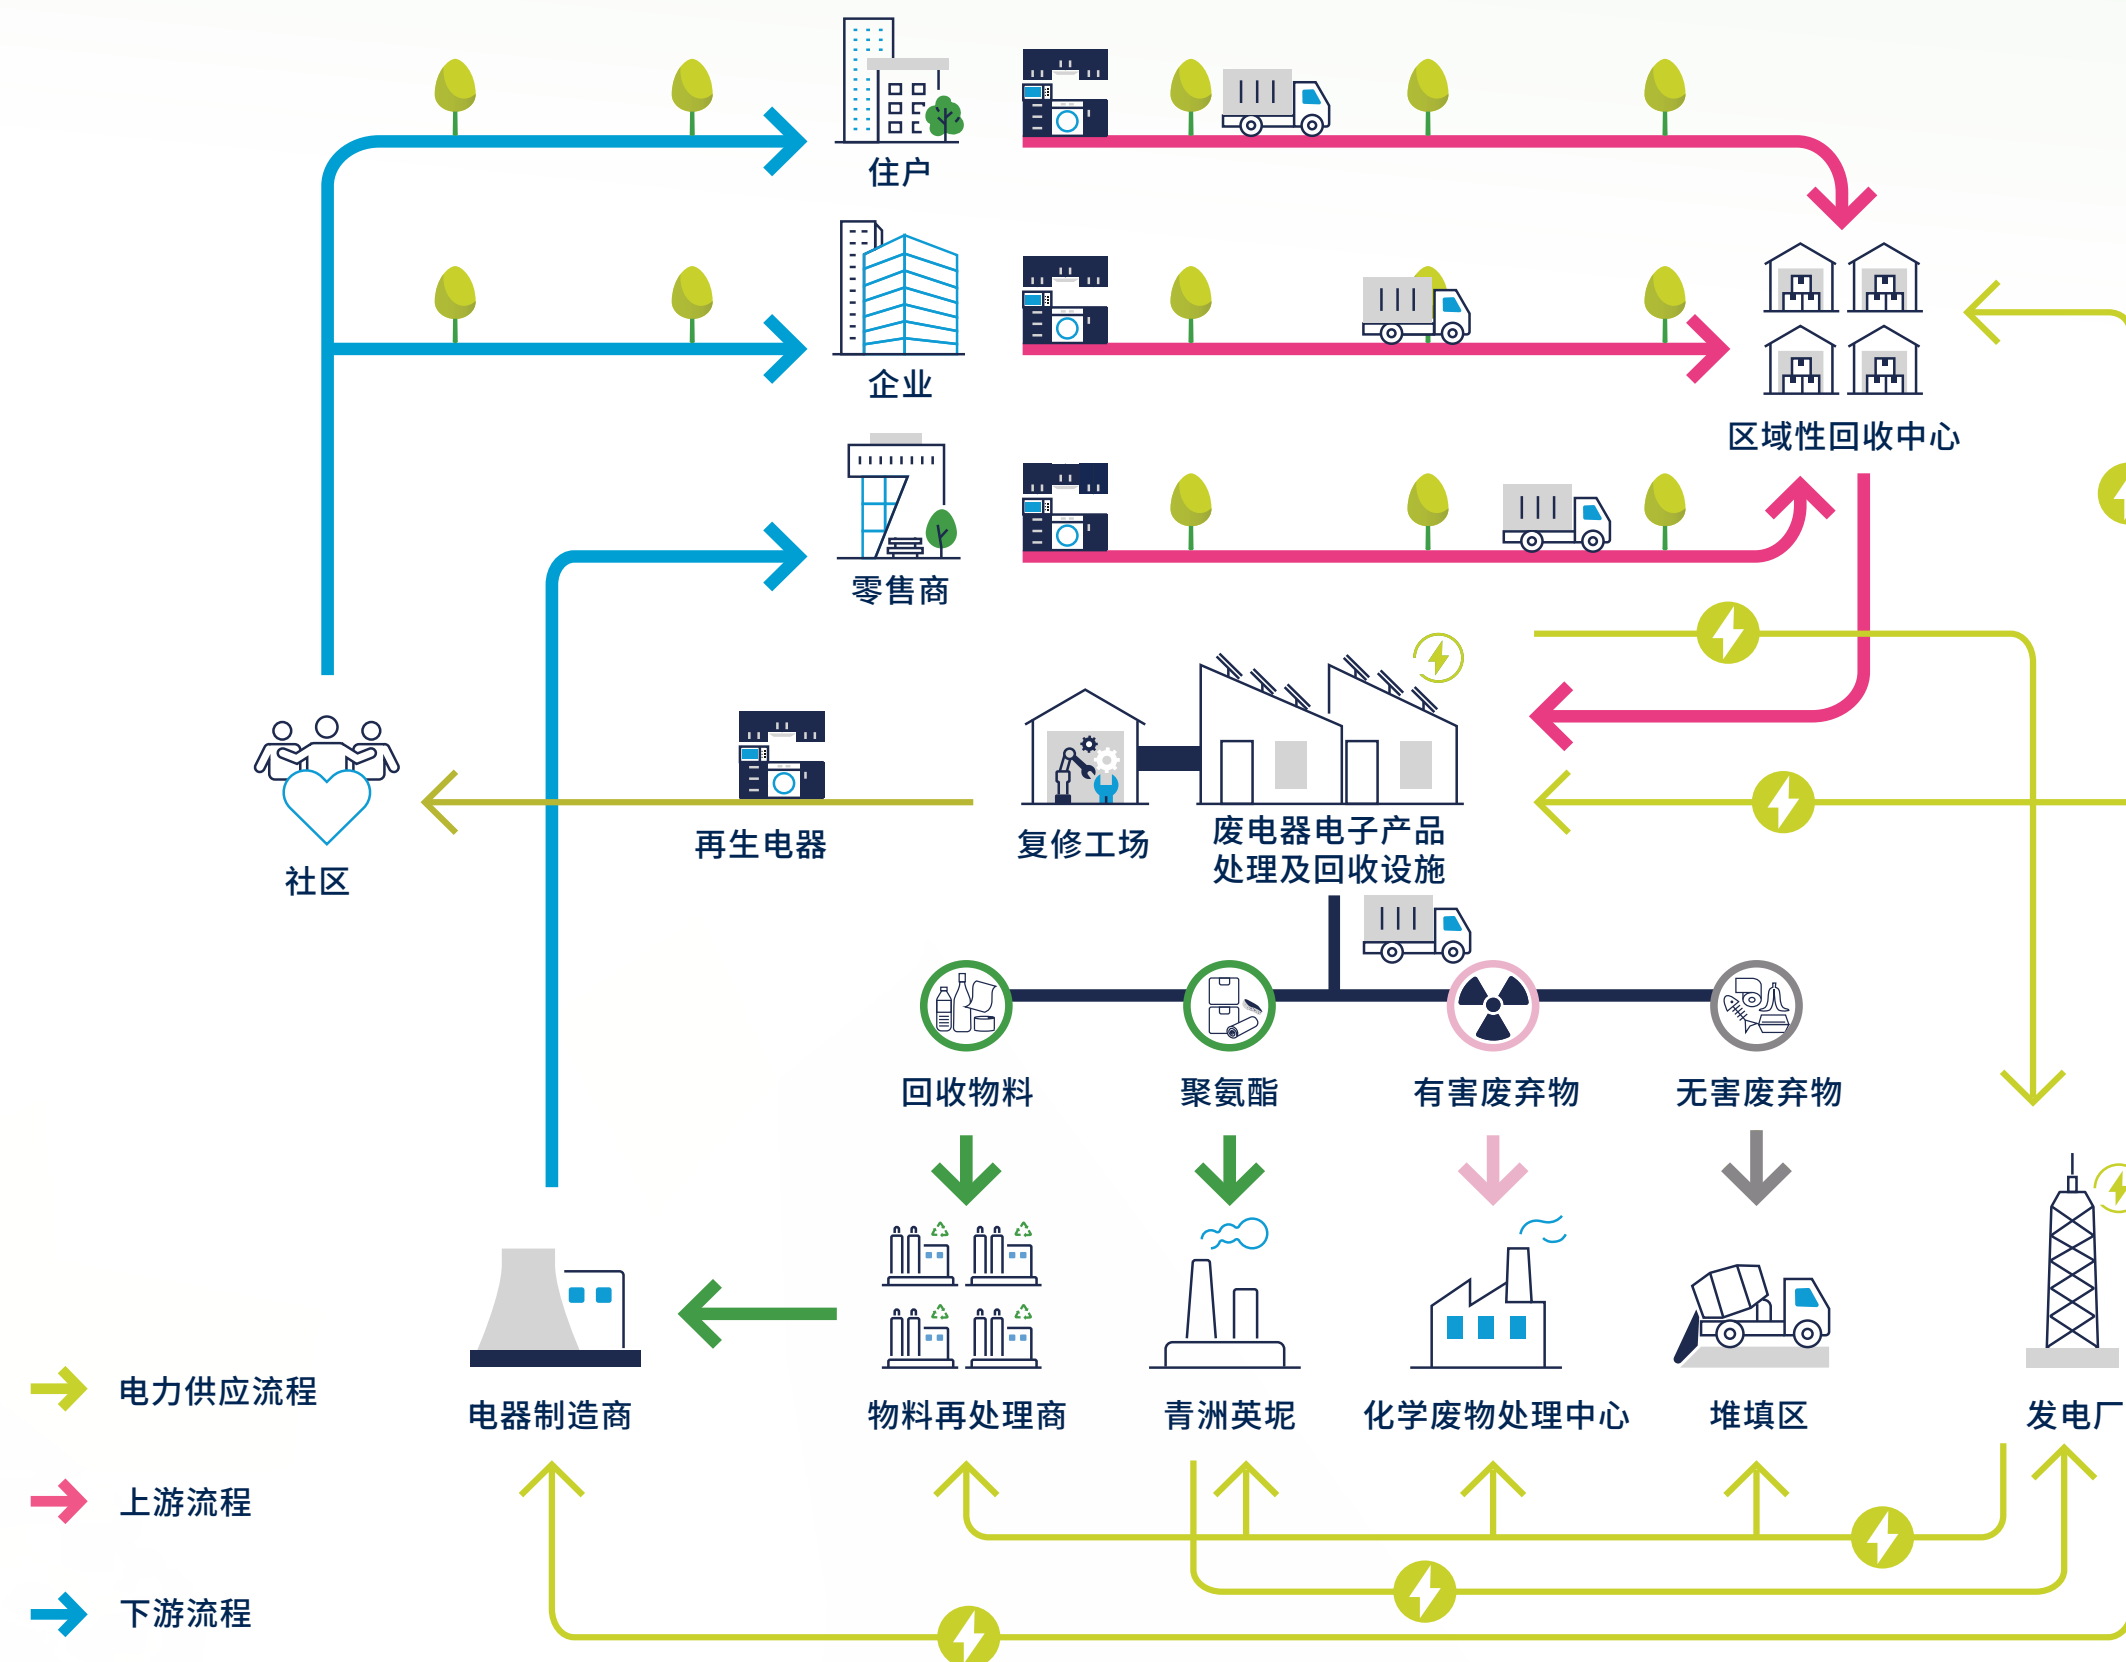 住户
企业
区域性回收中心
零售商
再生电器
复修工场
废电器电子产品
处理及回收设施
社区
回收物料
聚氨酯
有害废弃物
无害废弃物
电力供应流程
电器制造商
物料再处理商
青洲英坭
化学废物处理中心
堆填区
发电厂
上游流程
下游流程